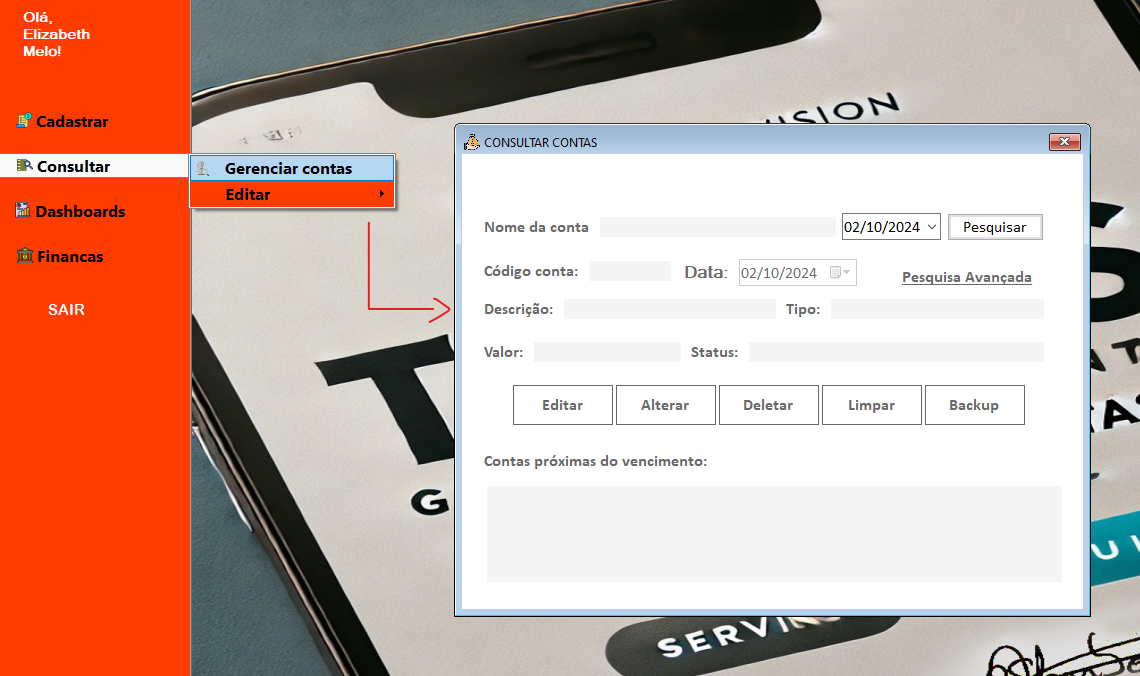 Olá,
Elizabeth
Melo!
Cadastrar
Consultar
Dashboards
Financas
SAIR
Gerenciar contas
Editar
CONSULTAR CONTAS
Nome da conta
02/10/2024
Pesquisar
Código conta:
Data:
02/10/2024
Pesquisa Avançada
Descrição:
Tipo:
Valor:
Status:
Editar
Alterar
Deletar
Limpar
Backup
Contas próximas do vencimento: